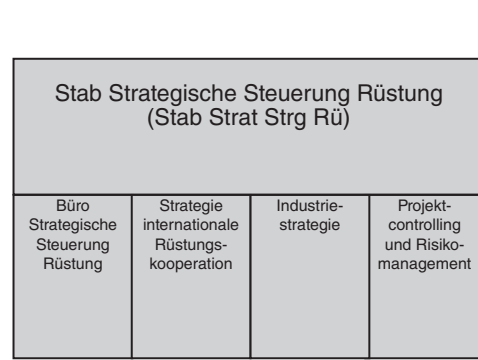 Stab Strategische Steuerung Rüstung
(Stab Strat Strg Rü)
Büro
Strategische
Steuerung
Rüstung
Strategie
internationale
Rüstungs-
kooperation
Industrie-
strategie
Projekt-
controlling
und Risiko-
management